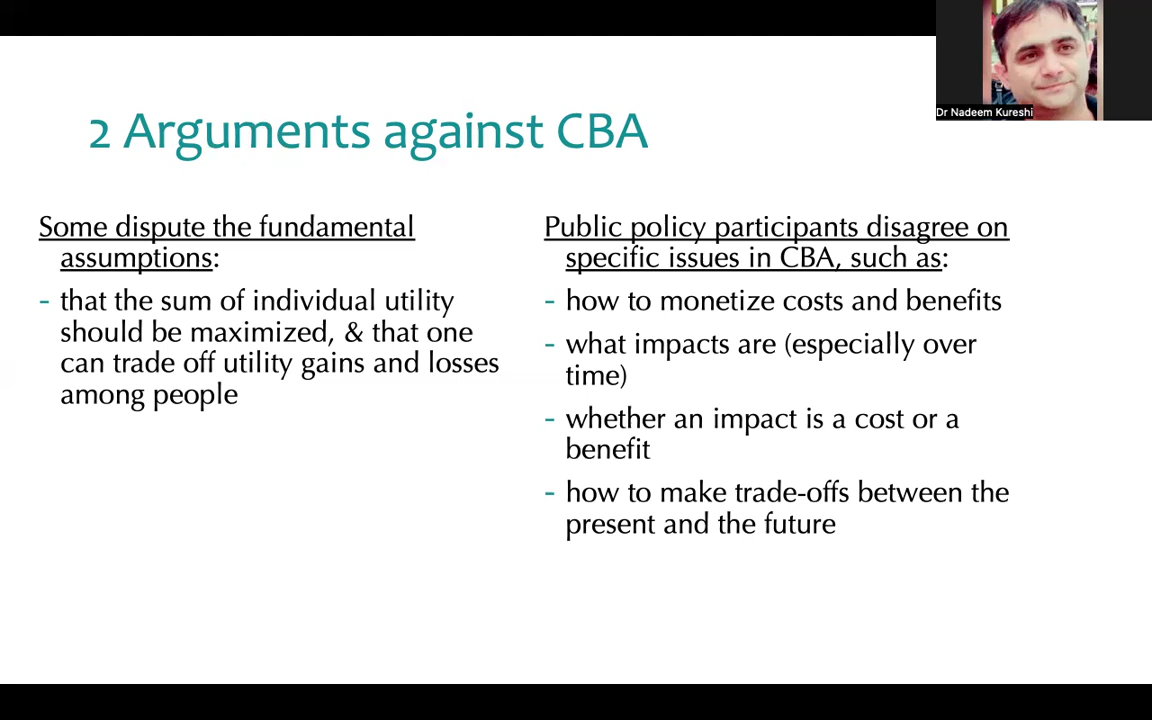 Dr Nadeem Kureshi
2 Arguments against CBA
Some dispute the fundamental
assumptions:
- that the sum of individual utility
should be maximized, & that one
can trade off utility gains and losses
among people
Public policy participants disagree on
specific issues in CBA, such as:
- how to monetize costs and benefits
- what impacts are (especially over
time)
- whether an impact is a cost or a
benefit
- how to make trade-offs between the
present and the future